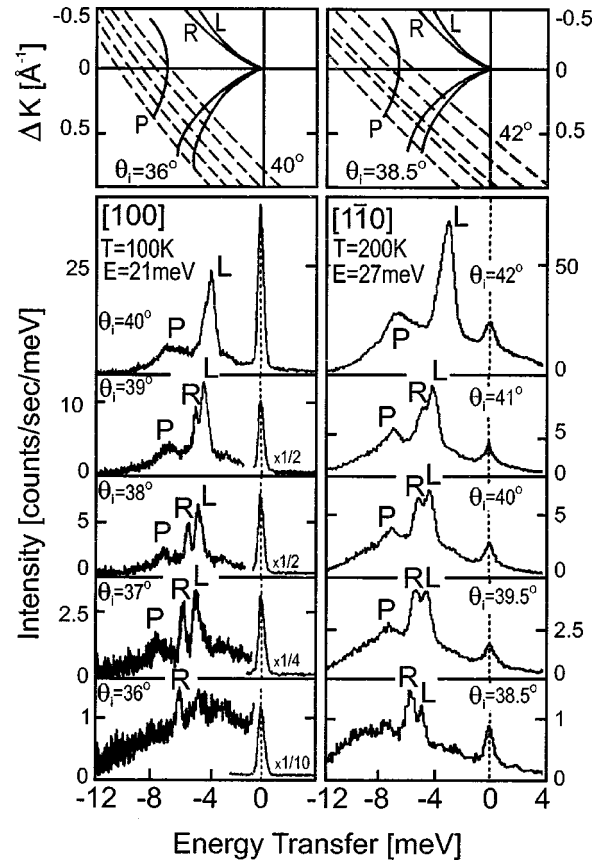 -0.5
0
0.5
ΔK [Å⁻¹]
R L
P
θi=36°
40°
R L
P
θi=38.5°
42°
-0.5
0
0.5
[100]
T=100K
E=21meV
θi=40°
P
L
25
[1ī0]
T=200K
E=27meV
θi=42°
P
L
50
0
θi=39°
P
R
L
x1/2
10
0
θi=41°
P
R
L
5
0
θi=38°
P
R
L
x1/2
5
0
θi=40°
P
R
L
5
0
θi=37°
P
R
L
x1/4
2.5
0
θi=39.5°
P
R
L
2.5
0
θi=36°
R
x1/10
1
0
θi=38.5°
R
L
1
0
Intensity [counts/sec/meV]
-12 -8 -4 0 -12 -8 -4 0 4
Energy Transfer [meV]